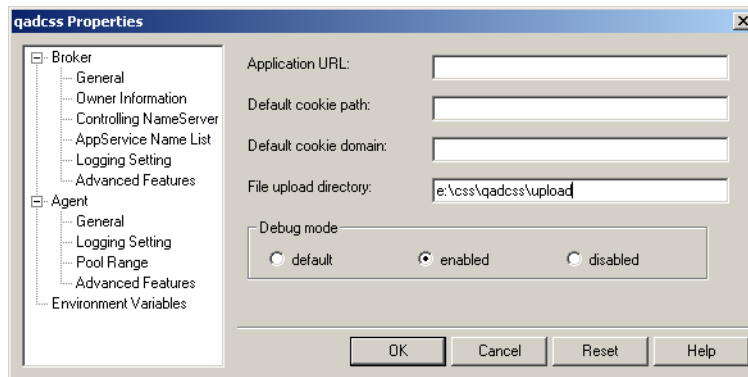 qadcss Properties
Broker
General
Owner Information
Controlling NameServer
AppService Name List
Logging Setting
Advanced Features
Agent
General
Logging Setting
Pool Range
Advanced Features
Environment Variables
Application URL:
Default cookie path:
Default cookie domain:
File upload directory: e:\css\qadcss\upload
Debug mode
default enabled disabled
OK Cancel Reset Help